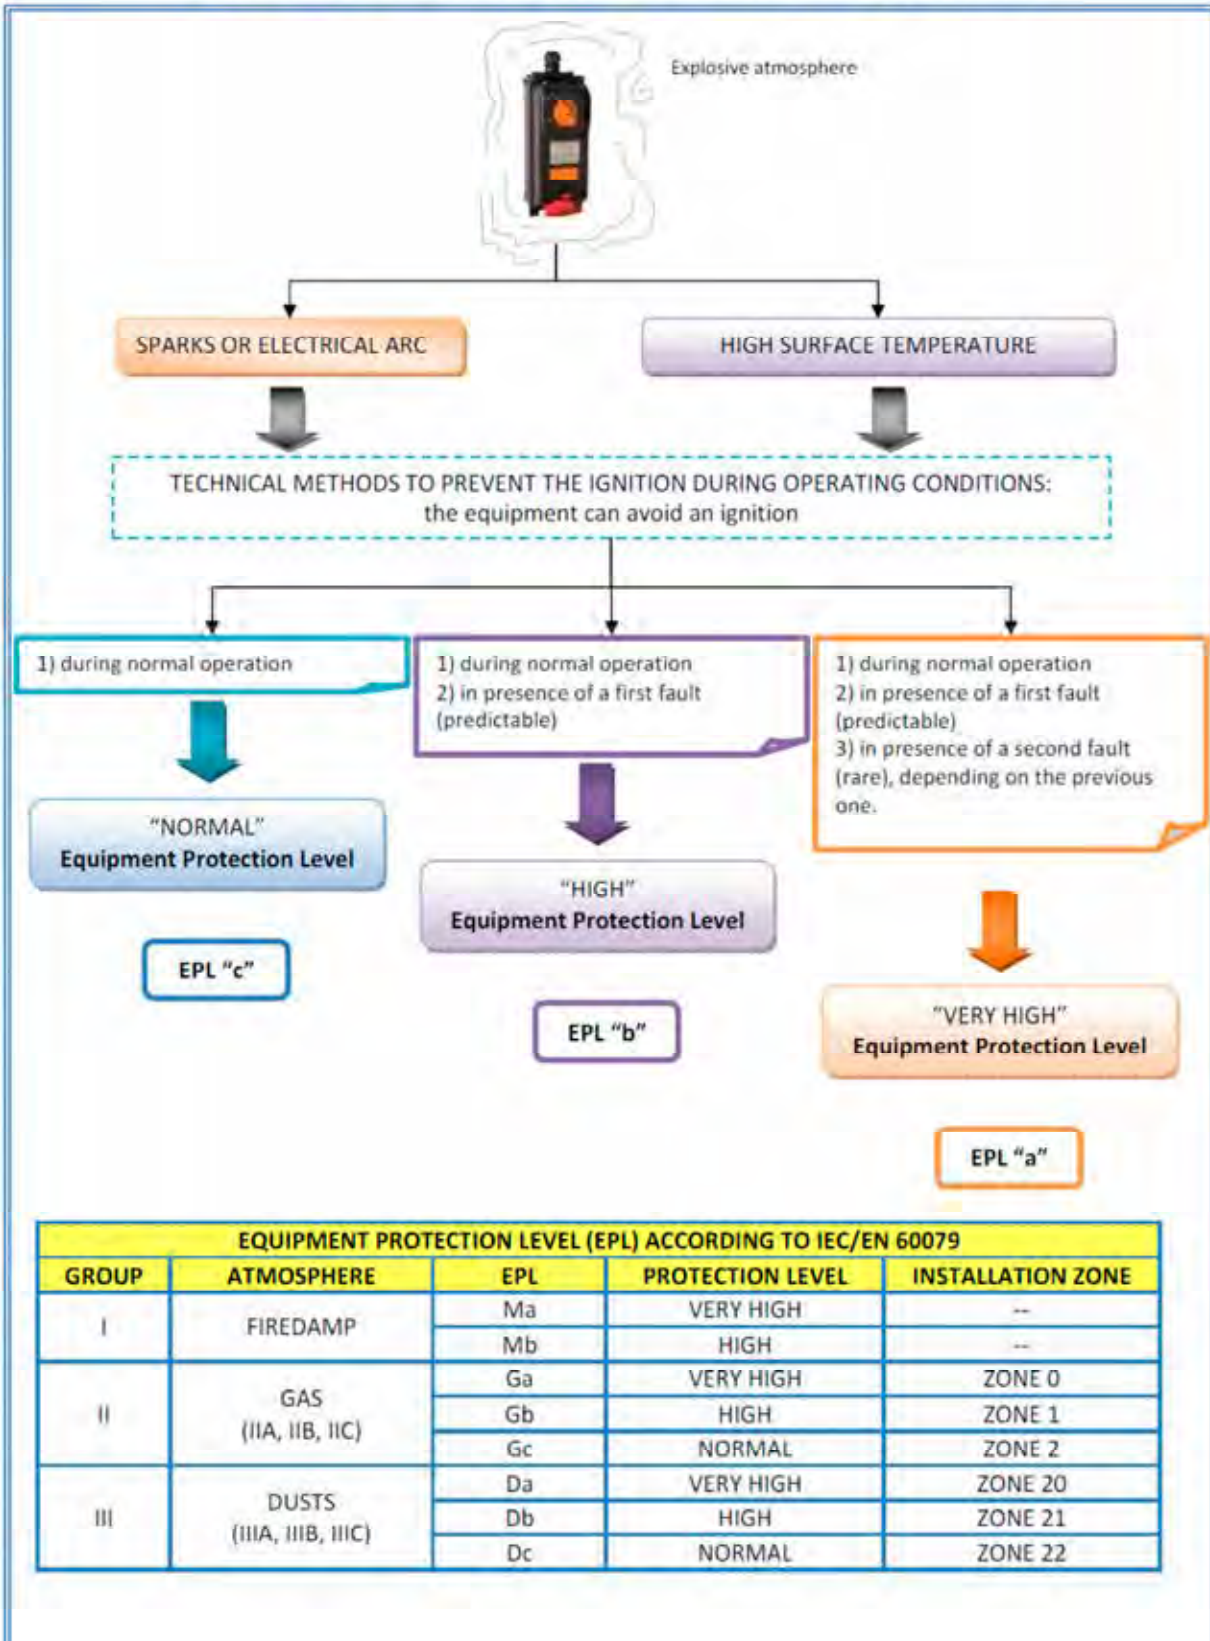 Explosive atmosphere
SPARKS OR ELECTRICAL ARC
HIGH SURFACE TEMPERATURE
TECHNICAL METHODS TO PREVENT THE IGNITION DURING OPERATING CONDITIONS:
the equipment can avoid an ignition
1) during normal operation
"NORMAL"
Equipment Protection Level
EPL "c"
1) during normal operation
2) in presence of a first fault
(predictable)
"HIGH"
Equipment Protection Level
EPL "b"
1) during normal operation
2) in presence of a first fault
(predictable)
3) in presence of a second fault
(rare), depending on the previous
one.
"VERY HIGH"
Equipment Protection Level
EPL "a"
EQUIPMENT PROTECTION LEVEL (EPL) ACCORDING TO IEC/EN 60079
GROUP ATMOSPHERE EPL PROTECTION LEVEL INSTALLATION ZONE
I FIREDAMP Ma VERY HIGH --
Mb HIGH --
II GAS
(IIA, IIB, IIC) Ga VERY HIGH ZONE 0
Gb HIGH ZONE 1
Gc NORMAL ZONE 2
III DUSTS
(IIIA, IIIB, IIIC) Da VERY HIGH ZONE 20
Db HIGH ZONE 21
Dc NORMAL ZONE 22